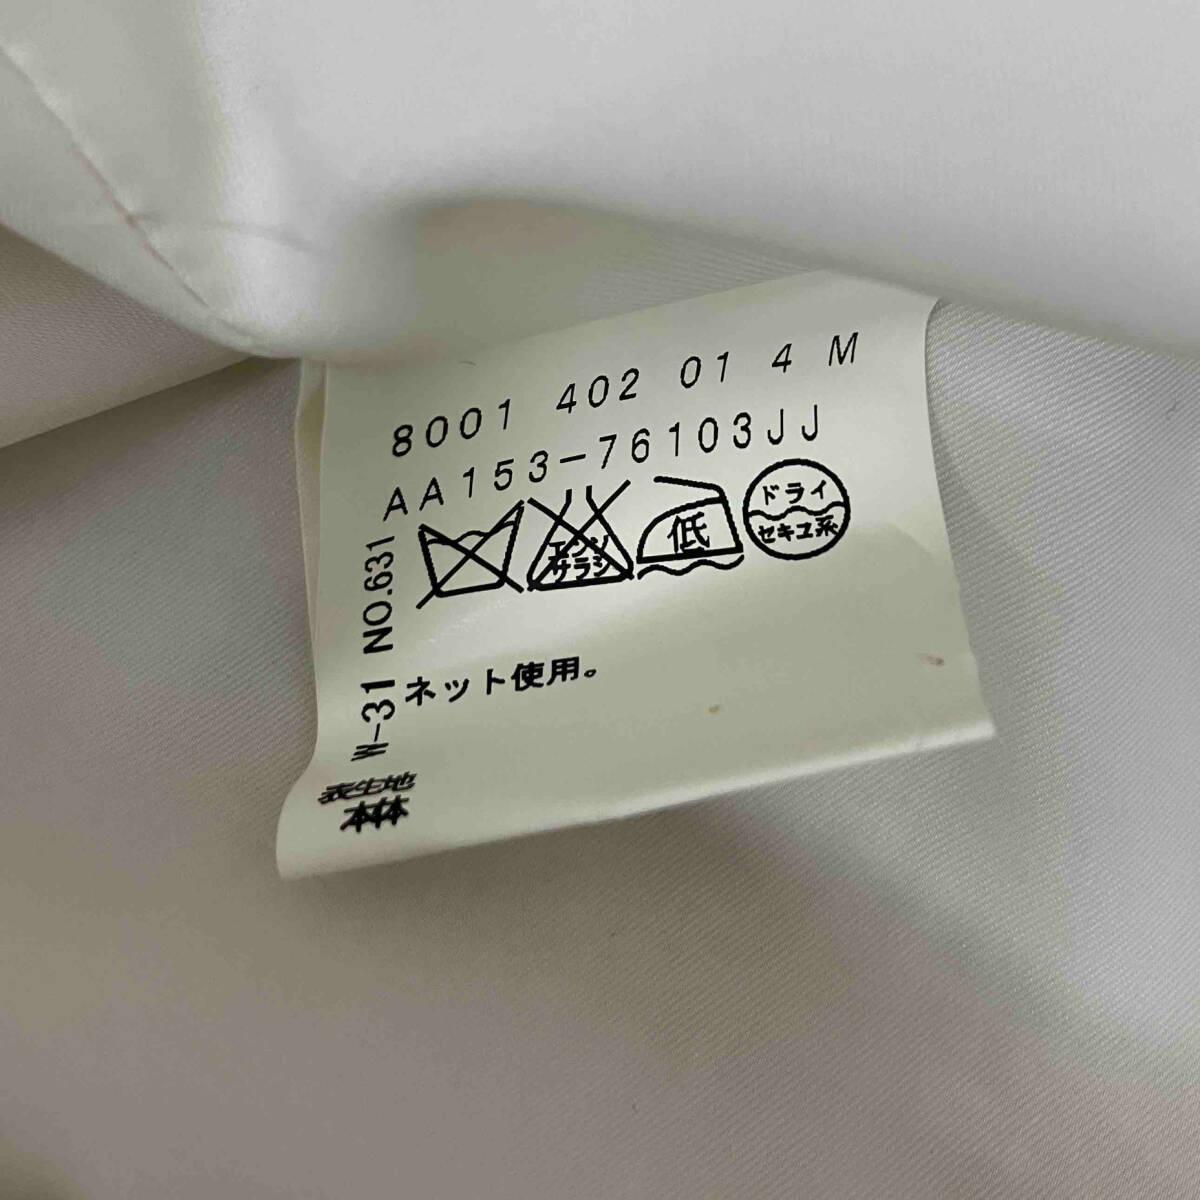 8001 402 01 4 M
AA153-76103JJ
エンソ
サラシ
低
ドライ
セキユ系
ネット使用。
W-31 NO.631
表生地
本体